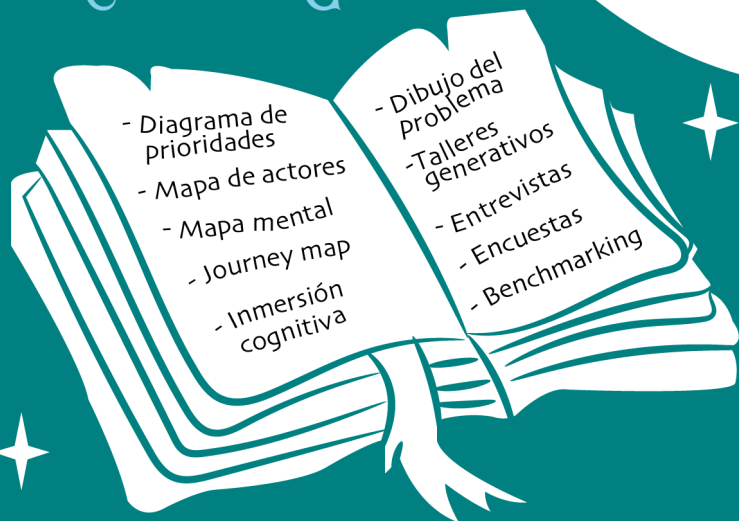 - Diagrama de
prioridades
- Mapa de actores
- Mapa mental
- Journey map
- Inmersión
cognitiva
- Dibujo del
problema
-Talleres
generativos
- Entrevistas
- Encuestas
- Benchmarking